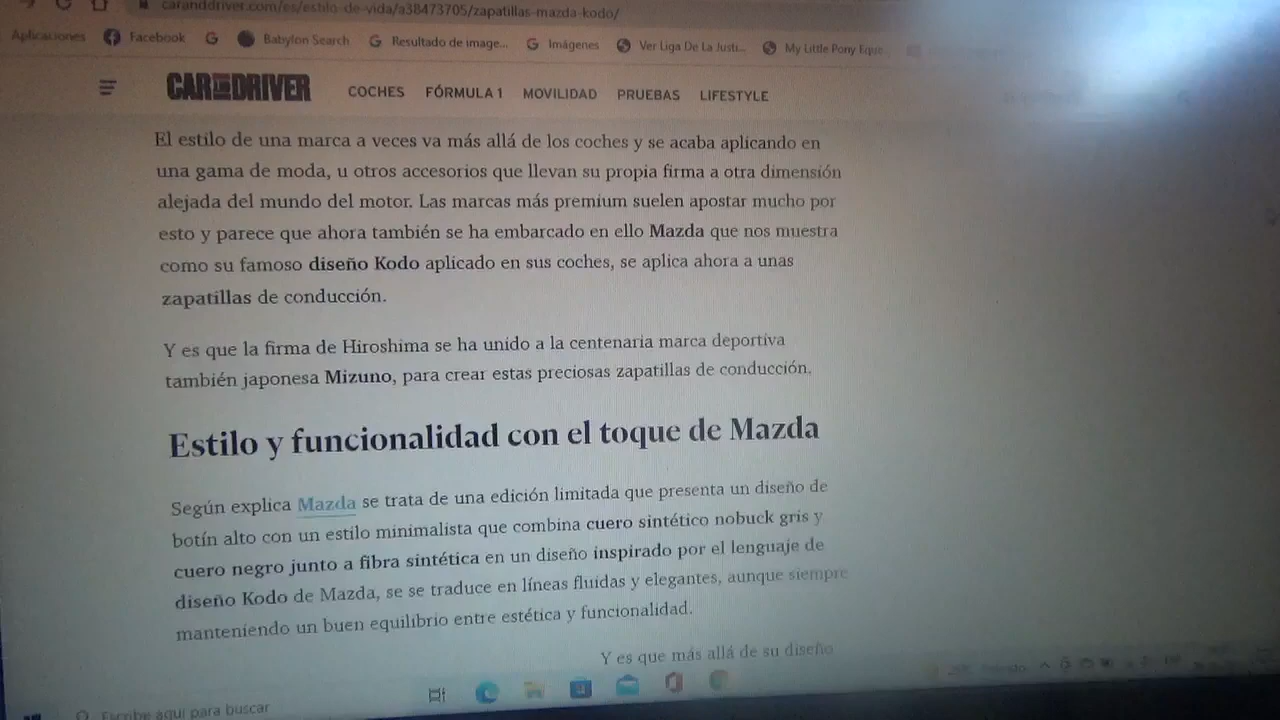 caranddriver.com/es/estilo-de-vida/a38473705/zapatillas-mazda-kodo/
Aplicaciones Facebook Babylon Search Resultado de image... Imágenes Ver Liga De La Justi... My Little Pony Eque...
CAR AND DRIVER COCHES FÓRMULA 1 MOVILIDAD PRUEBAS LIFESTYLE
El estilo de una marca a veces va más allá de los coches y se acaba aplicando en
una gama de moda, u otros accesorios que llevan su propia firma a otra dimensión
alejada del mundo del motor. Las marcas más premium suelen apostar mucho por
esto y parece que ahora también se ha embarcado en ello Mazda que nos muestra
como su famoso diseño Kodo aplicado en sus coches, se aplica ahora a unas
zapatillas de conducción.
Y es que la firma de Hiroshima se ha unido a la centenaria marca deportiva
también japonesa Mizuno, para crear estas preciosas zapatillas de conducción.
Estilo y funcionalidad con el toque de Mazda
Según explica Mazda se trata de una edición limitada que presenta un diseño de
botín alto con un estilo minimalista que combina cuero sintético nobuck gris y
cuero negro junto a fibra sintética en un diseño inspirado por el lenguaje de
diseño Kodo de Mazda, se se traduce en líneas fluidas y elegantes, aunque siempre
manteniendo un buen equilibrio entre estética y funcionalidad.
Y es que más allá de su diseño
Escribe aquí para buscar